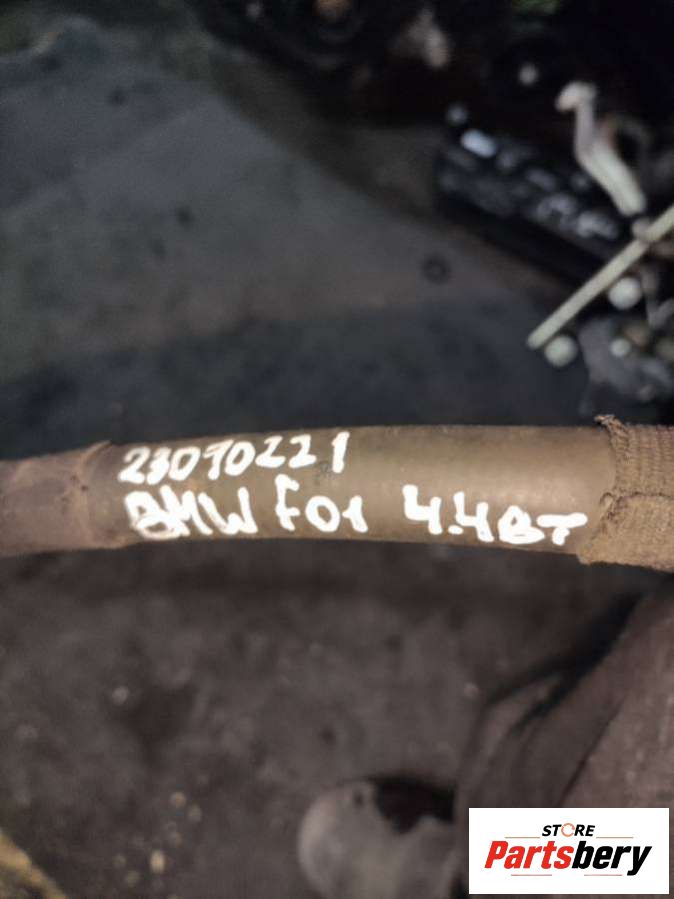 23070221
BMW F01 4.4BT
STORE
Partsbery